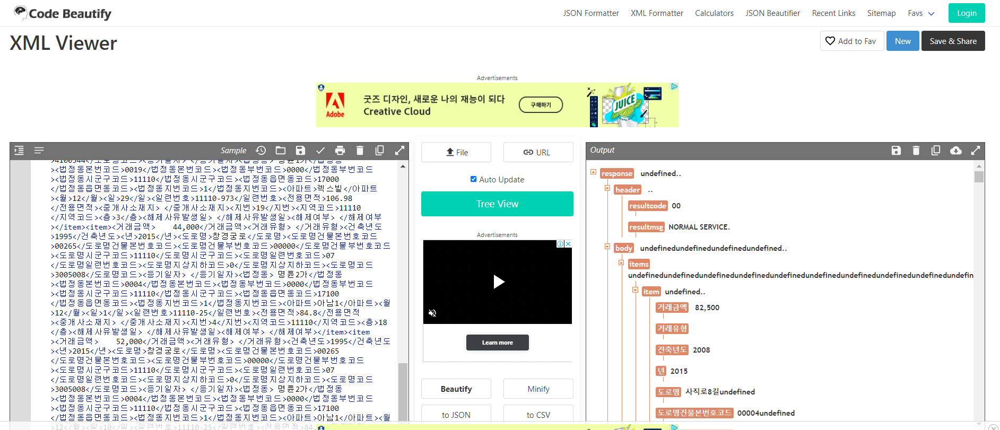 Code Beautify
JSON Formatter XML Formatter Calculators JSON Beautifier Recent Links Sitemap Favs Login
XML Viewer
Add to Fav New Save & Share
Advertisements
Adobe
굿즈 디자인, 새로운 나의 재능이 되다
Creative Cloud
구매하기
JUICE
Sample
>4100544</도로명코드><등기일자> </등기일자><법정동> 명륜1가</법정동
><법정동본번코드>0019</법정동본번코드><법정동부번코드>0000</법정동부번코드
><법정동시군구코드>11110</법정동시군구코드><법정동읍면동코드>17000
</법정동읍면동코드><법정동지번코드>1</법정동지번코드><아파트>렉스빌</아파트
><월>12</월><일>29</일><일련번호>11110-973</일련번호><전용면적>106.98
</전용면적><중개사소재지> </중개사소재지><지번>19</지번><지역코드>11110
</지역코드><층>3</층><해제사유발생일> </해제사유발생일><해제여부> </해제여부
></item><item><거래금액>    44,000</거래금액><거래유형> </거래유형><건축년도
>1995</건축년도><년>2015</년><도로명>창경궁로</도로명><도로명건물본번호코드
>00265</도로명건물본번호코드><도로명건물부번호코드>00000</도로명건물부번호코드
><도로명시군구코드>11110</도로명시군구코드><도로명일련번호코드>07
</도로명일련번호코드><도로명지상지하코드>0</도로명지상지하코드><도로명코드
>3005008</도로명코드><등기일자> </등기일자><법정동> 명륜2가</법정동
><법정동본번코드>0004</법정동본번코드><법정동부번코드>0000</법정동부번코드
><법정동시군구코드>11110</법정동시군구코드><법정동읍면동코드>17100
</법정동읍면동코드><법정동지번코드>1</법정동지번코드><아파트>아남1</아파트><월
>12</월><일>1</일><일련번호>11110-25</일련번호><전용면적>84.8</전용면적
><중개사소재지> </중개사소재지><지번>4</지번><지역코드>11110</지역코드><층>18
</층><해제사유발생일> </해제사유발생일><해제여부> </해제여부></item><item
><거래금액>    52,000</거래금액><거래유형> </거래유형><건축년도>1995</건축년도
><년>2015</년><도로명>창경궁로</도로명><도로명건물본번호코드>00265
</도로명건물본번호코드><도로명건물부번호코드>00000</도로명건물부번호코드
><도로명시군구코드>11110</도로명시군구코드><도로명일련번호코드>07
</도로명일련번호코드><도로명지상지하코드>0</도로명지상지하코드><도로명코드
>3005008</도로명코드><등기일자> </등기일자><법정동> 명륜2가</법정동
><법정동본번코드>0004</법정동본번코드><법정동부번코드>0000</법정동부번코드
><법정동시군구코드>11110</법정동시군구코드><법정동읍면동코드>17100
</법정동읍면동코드><법정동지번코드>1</법정동지번코드><아파트>아남1</아파트><월
>12</월><일>10</일><일련번호>11110-25</일련번호><전용면적>84.
File URL
Auto Update
Tree View
Advertisements
Learn more
Beautify Minify
to JSON to CSV
Output
response undefined..
header ..
resultcode 00
resultmsg NORMAL SERVICE.
body undefinedundefinedundefinedundefined..
items
undefinedundefinedundefinedundefinedundefinedundefinedundefinedundefinedundefinedundefin
item undefined..
거래금액 82,500
거래유형
건축년도 2008
년 2015
도로명 사직로8길undefined
도로명건물본번호코드 00004undefined